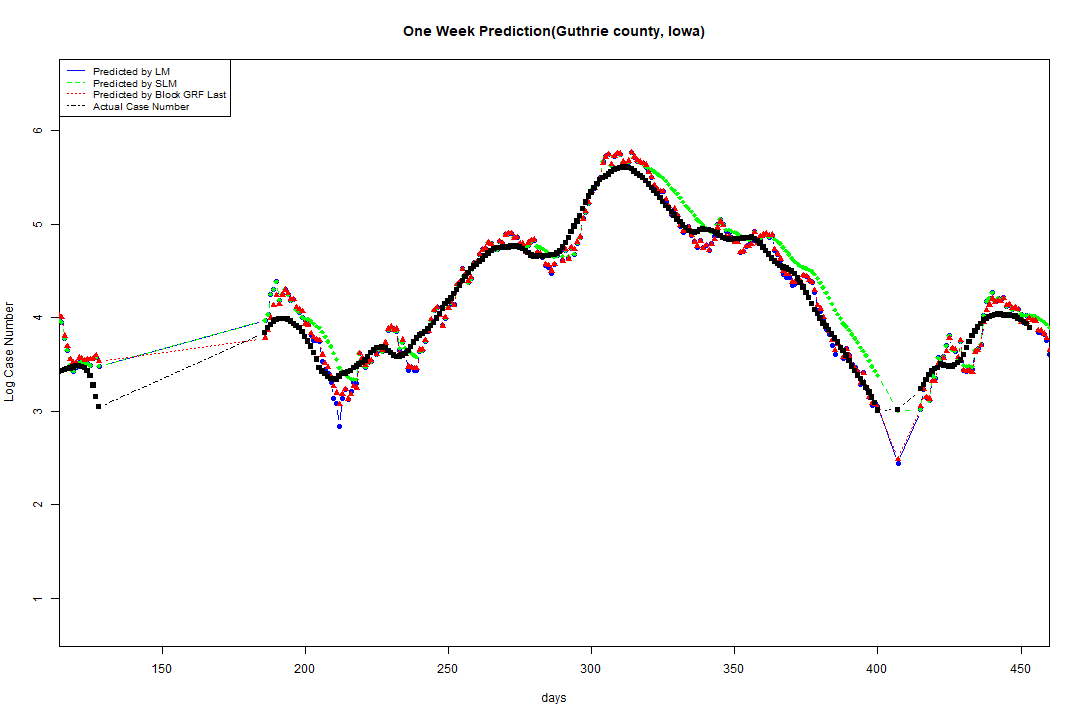 One Week Prediction(Guthrie county, Iowa)
Predicted by LM
Predicted by SLM
Predicted by Block GRF Last
Actual Case Number
6
5
4
3
2
1
Log Case Number
150 200 250 300 350 400 450
days